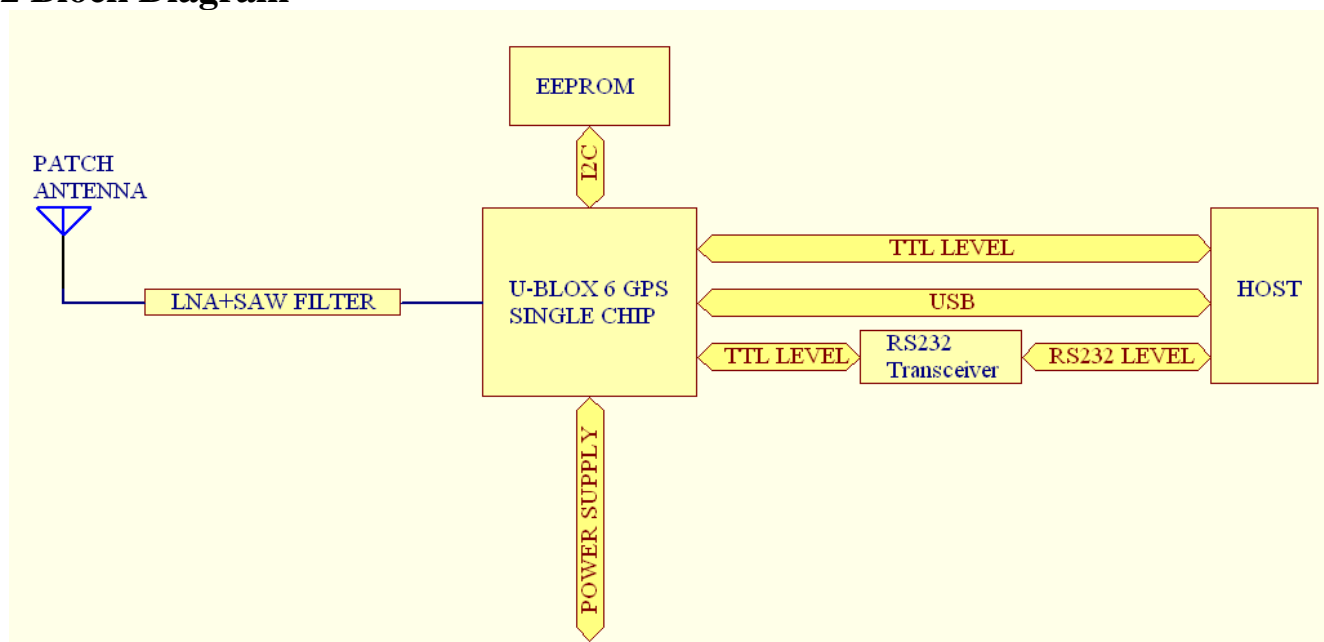 2 Block Diagram
EEPROM
I2C
PATCH
ANTENNA
LNA+SAW FILTER
U-BLOX 6 GPS
SINGLE CHIP
TTL LEVEL
USB
TTL LEVEL
RS232
Transceiver
RS232 LEVEL
HOST
POWER SUPPLY